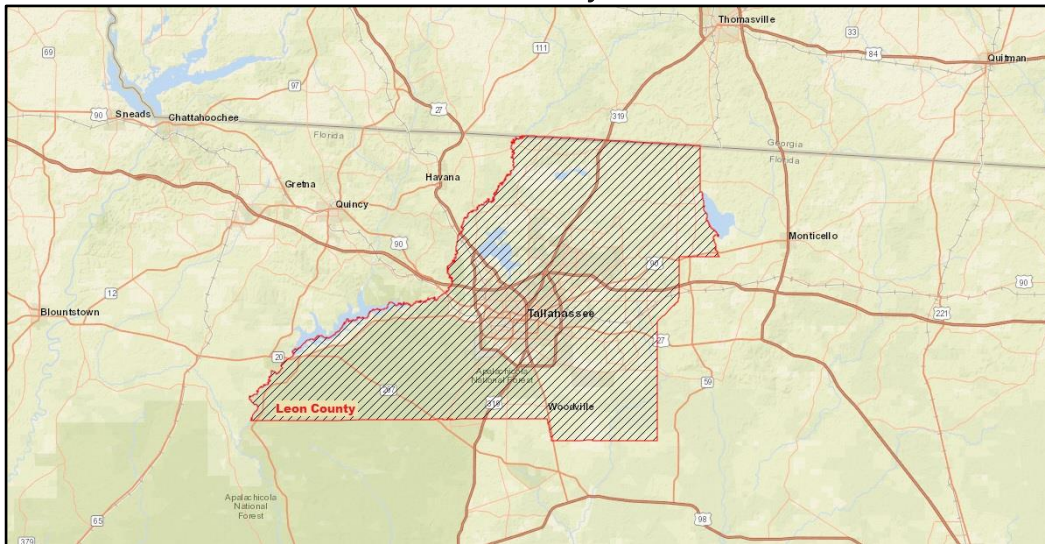 Thomasville
69
111
33
84
Quitman
97
27
90
Sneads
Chattahoochee
319
Florida
Georgia
Florida
Gretna
Havana
Quincy
90
Monticello
90
90
12
Blountstown
Tallahassee
221
27
20
Apalachicola
National Forest
59
267
319
Leon County
Woodville
Apalachicola
National
Forest
65
98
379